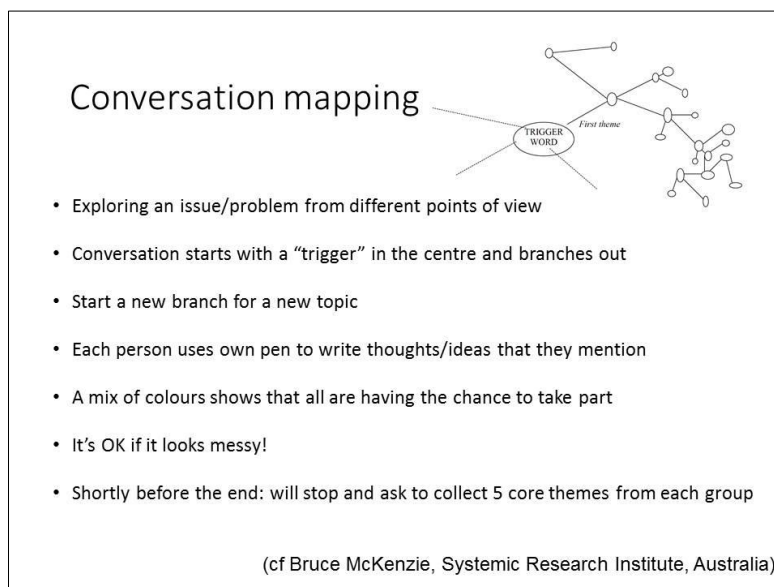 Conversation mapping
TRIGGER
WORD
First theme
• Exploring an issue/problem from different points of view
• Conversation starts with a “trigger” in the centre and branches out
• Start a new branch for a new topic
• Each person uses own pen to write thoughts/ideas that they mention
• A mix of colours shows that all are having the chance to take part
• It’s OK if it looks messy!
• Shortly before the end: will stop and ask to collect 5 core themes from each group
(cf Bruce McKenzie, Systemic Research Institute, Australia)